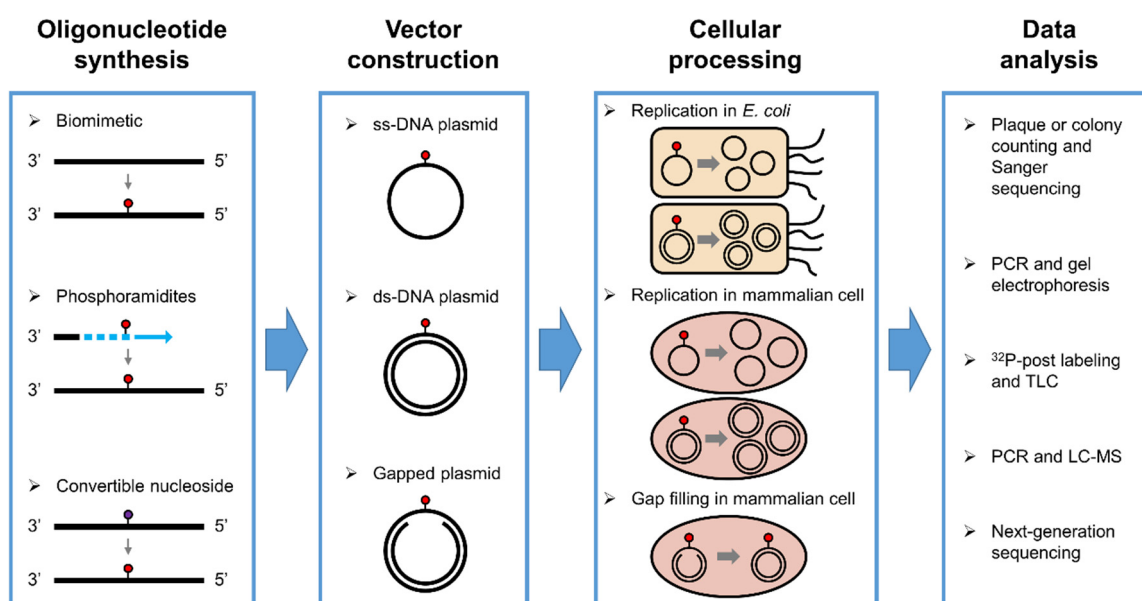 Oligonucleotide
synthesis
Biomimetic
3’ 5’
3’ 5’
Phosphoramidites
3’
3’ 5’
Convertible nucleoside
3’ 5’
3’ 5’
Vector
construction
ss-DNA plasmid
ds-DNA plasmid
Gapped plasmid
Cellular
processing
Replication in E. coli
Replication in mammalian cell
Gap filling in mammalian cell
Data
analysis
Plaque or colony
counting and
Sanger
sequencing
PCR and gel
electrophoresis
³²P-post labeling
and TLC
PCR and LC-MS
Next-generation
sequencing